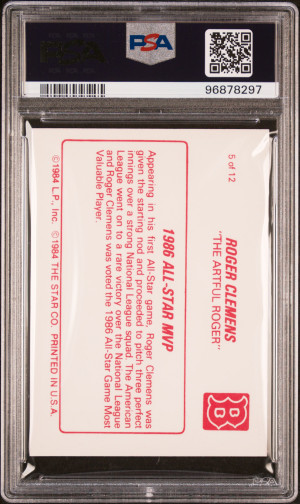 PSA
96878297
5 of 12
ROGER CLEMENS
"THE ARTFUL ROGER"
B
1986 ALL-STAR MVP
Appearing in his first All-Star game, Roger Clemens was
given the starting nod and proceeded to pitch three perfect
innings over a strong National League squad. The American
League went on to a rare victory over the National League
and Roger Clemens was voted the 1986 All-Star Game Most
Valuable Player.
©1984 L.P., Inc. ©1984 THE STAR CO. PRINTED IN U.S.A.